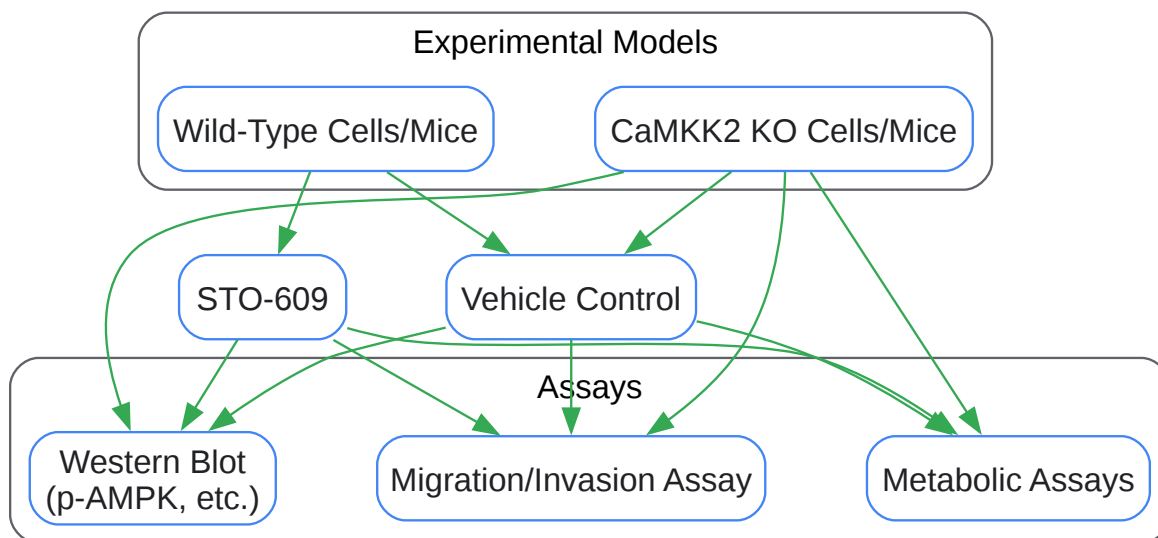 Experimental Models
Wild-Type Cells/Mice
CaMKK2 KO Cells/Mice
STO-609
Vehicle Control
Assays
Western Blot
(p-AMPK, etc.)
Migration/Invasion Assay
Metabolic Assays